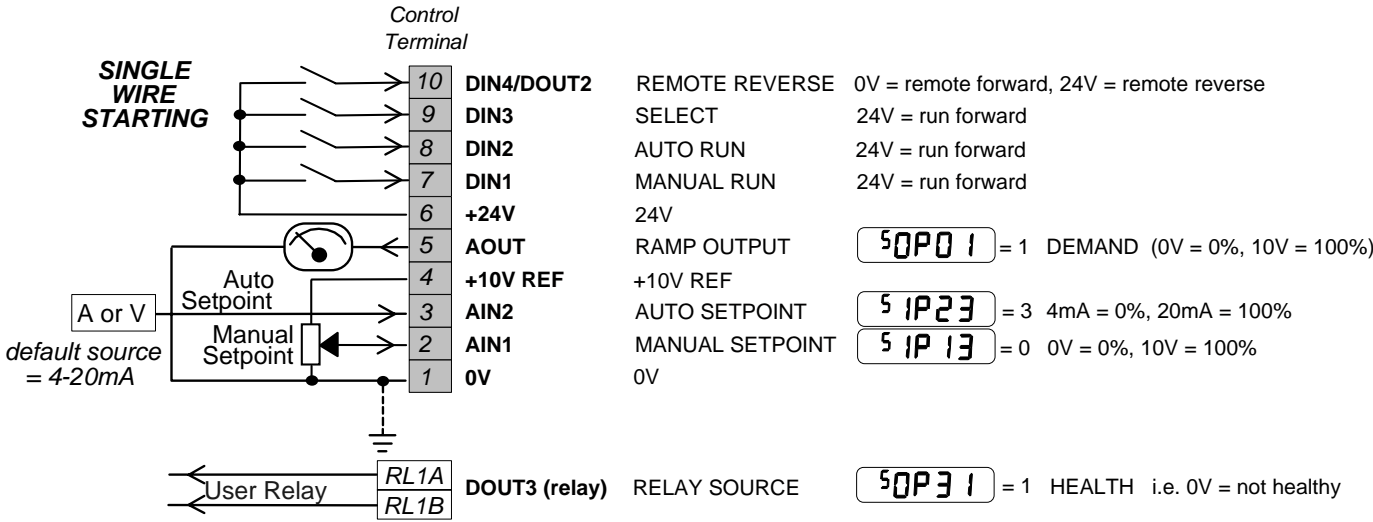 Control
Terminal
SINGLE
WIRE
STARTING
10 DIN4/DOUT2 REMOTE REVERSE 0V = remote forward, 24V = remote reverse
9 DIN3 SELECT 24V = run forward
8 DIN2 AUTO RUN 24V = run forward
7 DIN1 MANUAL RUN 24V = run forward
6 +24V 24V
5 AOUT RAMP OUTPUT SOP01 = 1 DEMAND (0V = 0%, 10V = 100%)
4 +10V REF +10V REF
Auto
Setpoint
A or V
3 AIN2 AUTO SETPOINT SIP23 = 3 4mA = 0%, 20mA = 100%
Manual
Setpoint
default source
= 4-20mA
2 AIN1 MANUAL SETPOINT SIP13 = 0 0V = 0%, 10V = 100%
1 0V 0V
RL1A
User Relay
RL1B
DOUT3 (relay) RELAY SOURCE SOP31 = 1 HEALTH i.e. 0V = not healthy